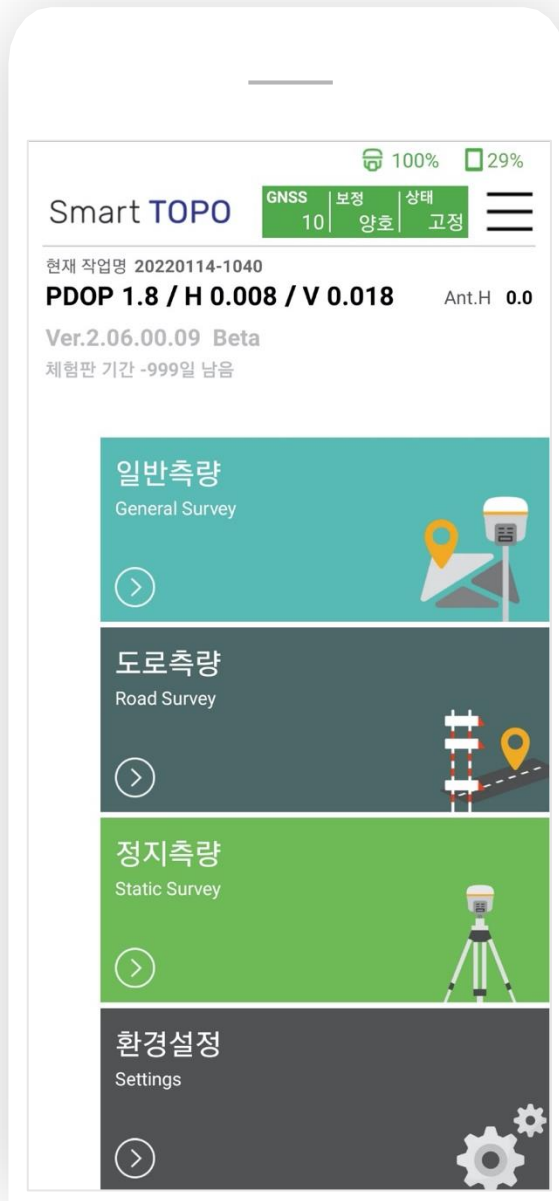 100% 29%
Smart TOPO
GNSS 보정 상태
10 양호 고정
현재 작업명 20220114-1040
PDOP 1.8 / H 0.008 / V 0.018 Ant.H 0.0
Ver.2.06.00.09 Beta
체험판 기간 -999일 남음
일반측량
General Survey
도로측량
Road Survey
정지측량
Static Survey
환경설정
Settings